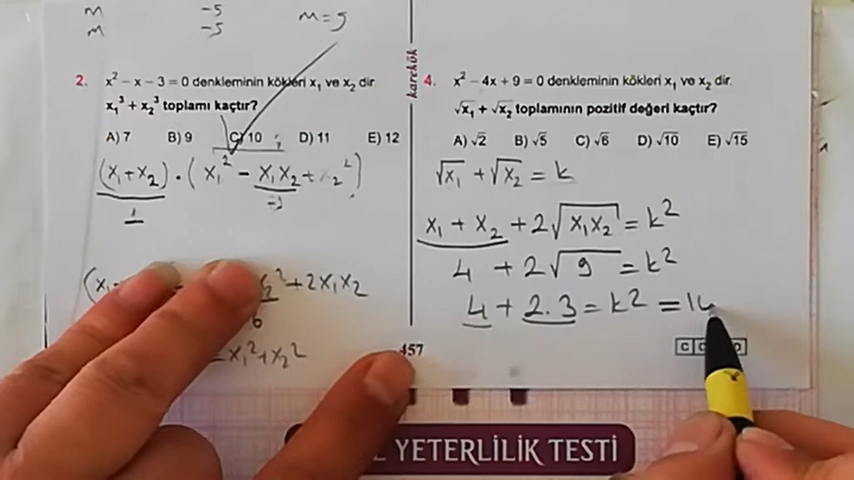 m -5 m=5
m -5
2. x² − x − 3 = 0 denkleminin kökleri x₁ ve x₂ dir.
x₁³ + x₂³ toplamı kaçtır?
A) 7 B) 9 C) 10 D) 11 E) 12
(x₁+x₂) · (x₁² − x₁x₂ + x₂²)
1 -3
x₂² + 2x₁x₂
6
= x₁² + x₂²
karekök
4. x² − 4x + 9 = 0 denkleminin kökleri x₁ ve x₂ dir.
√x₁ + √x₂ toplamının pozitif değeri kaçtır?
A) √2 B) √5 C) √6 D) √10 E) √15
√x₁ + √x₂ = k
x₁ + x₂ + 2√x₁x₂ = k²
4 + 2√9 = k²
4 + 2.3 = k² = 10
457
C
YETERLİLİK TESTİ